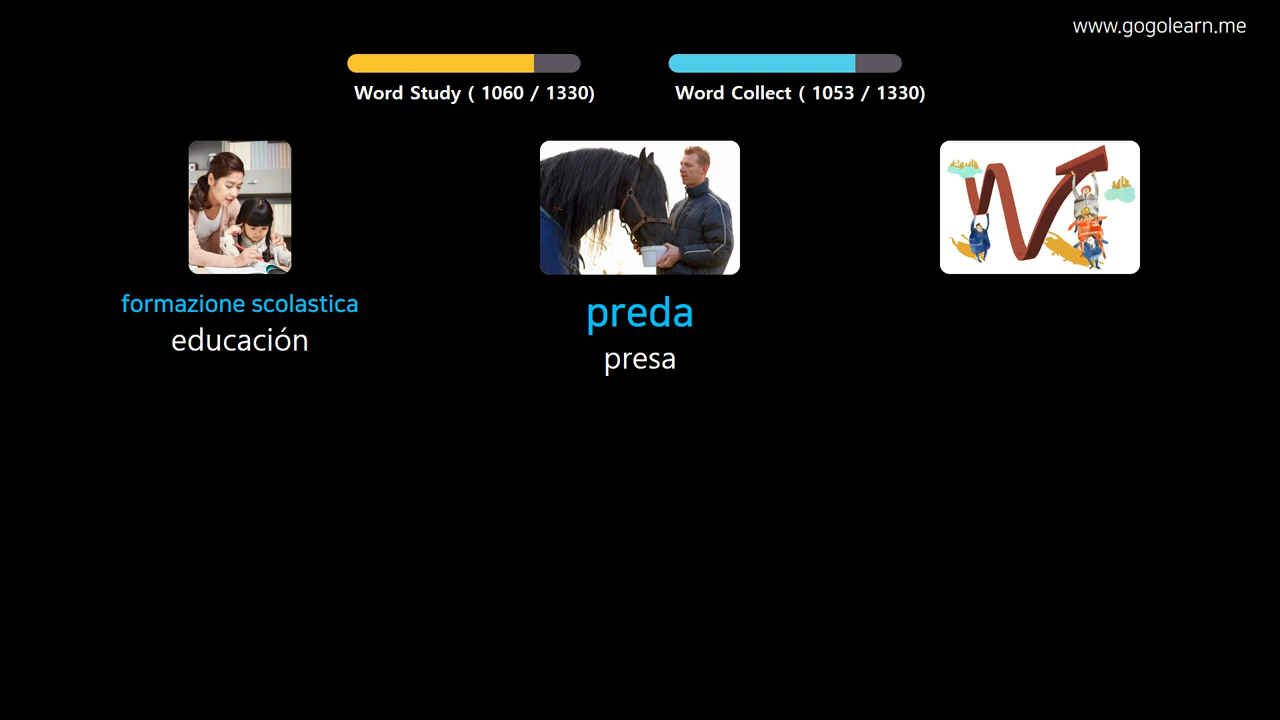 www.gogolearn.me
Word Study ( 1060 / 1330)
Word Collect ( 1053 / 1330)
formazione scolastica
educación
preda
presa